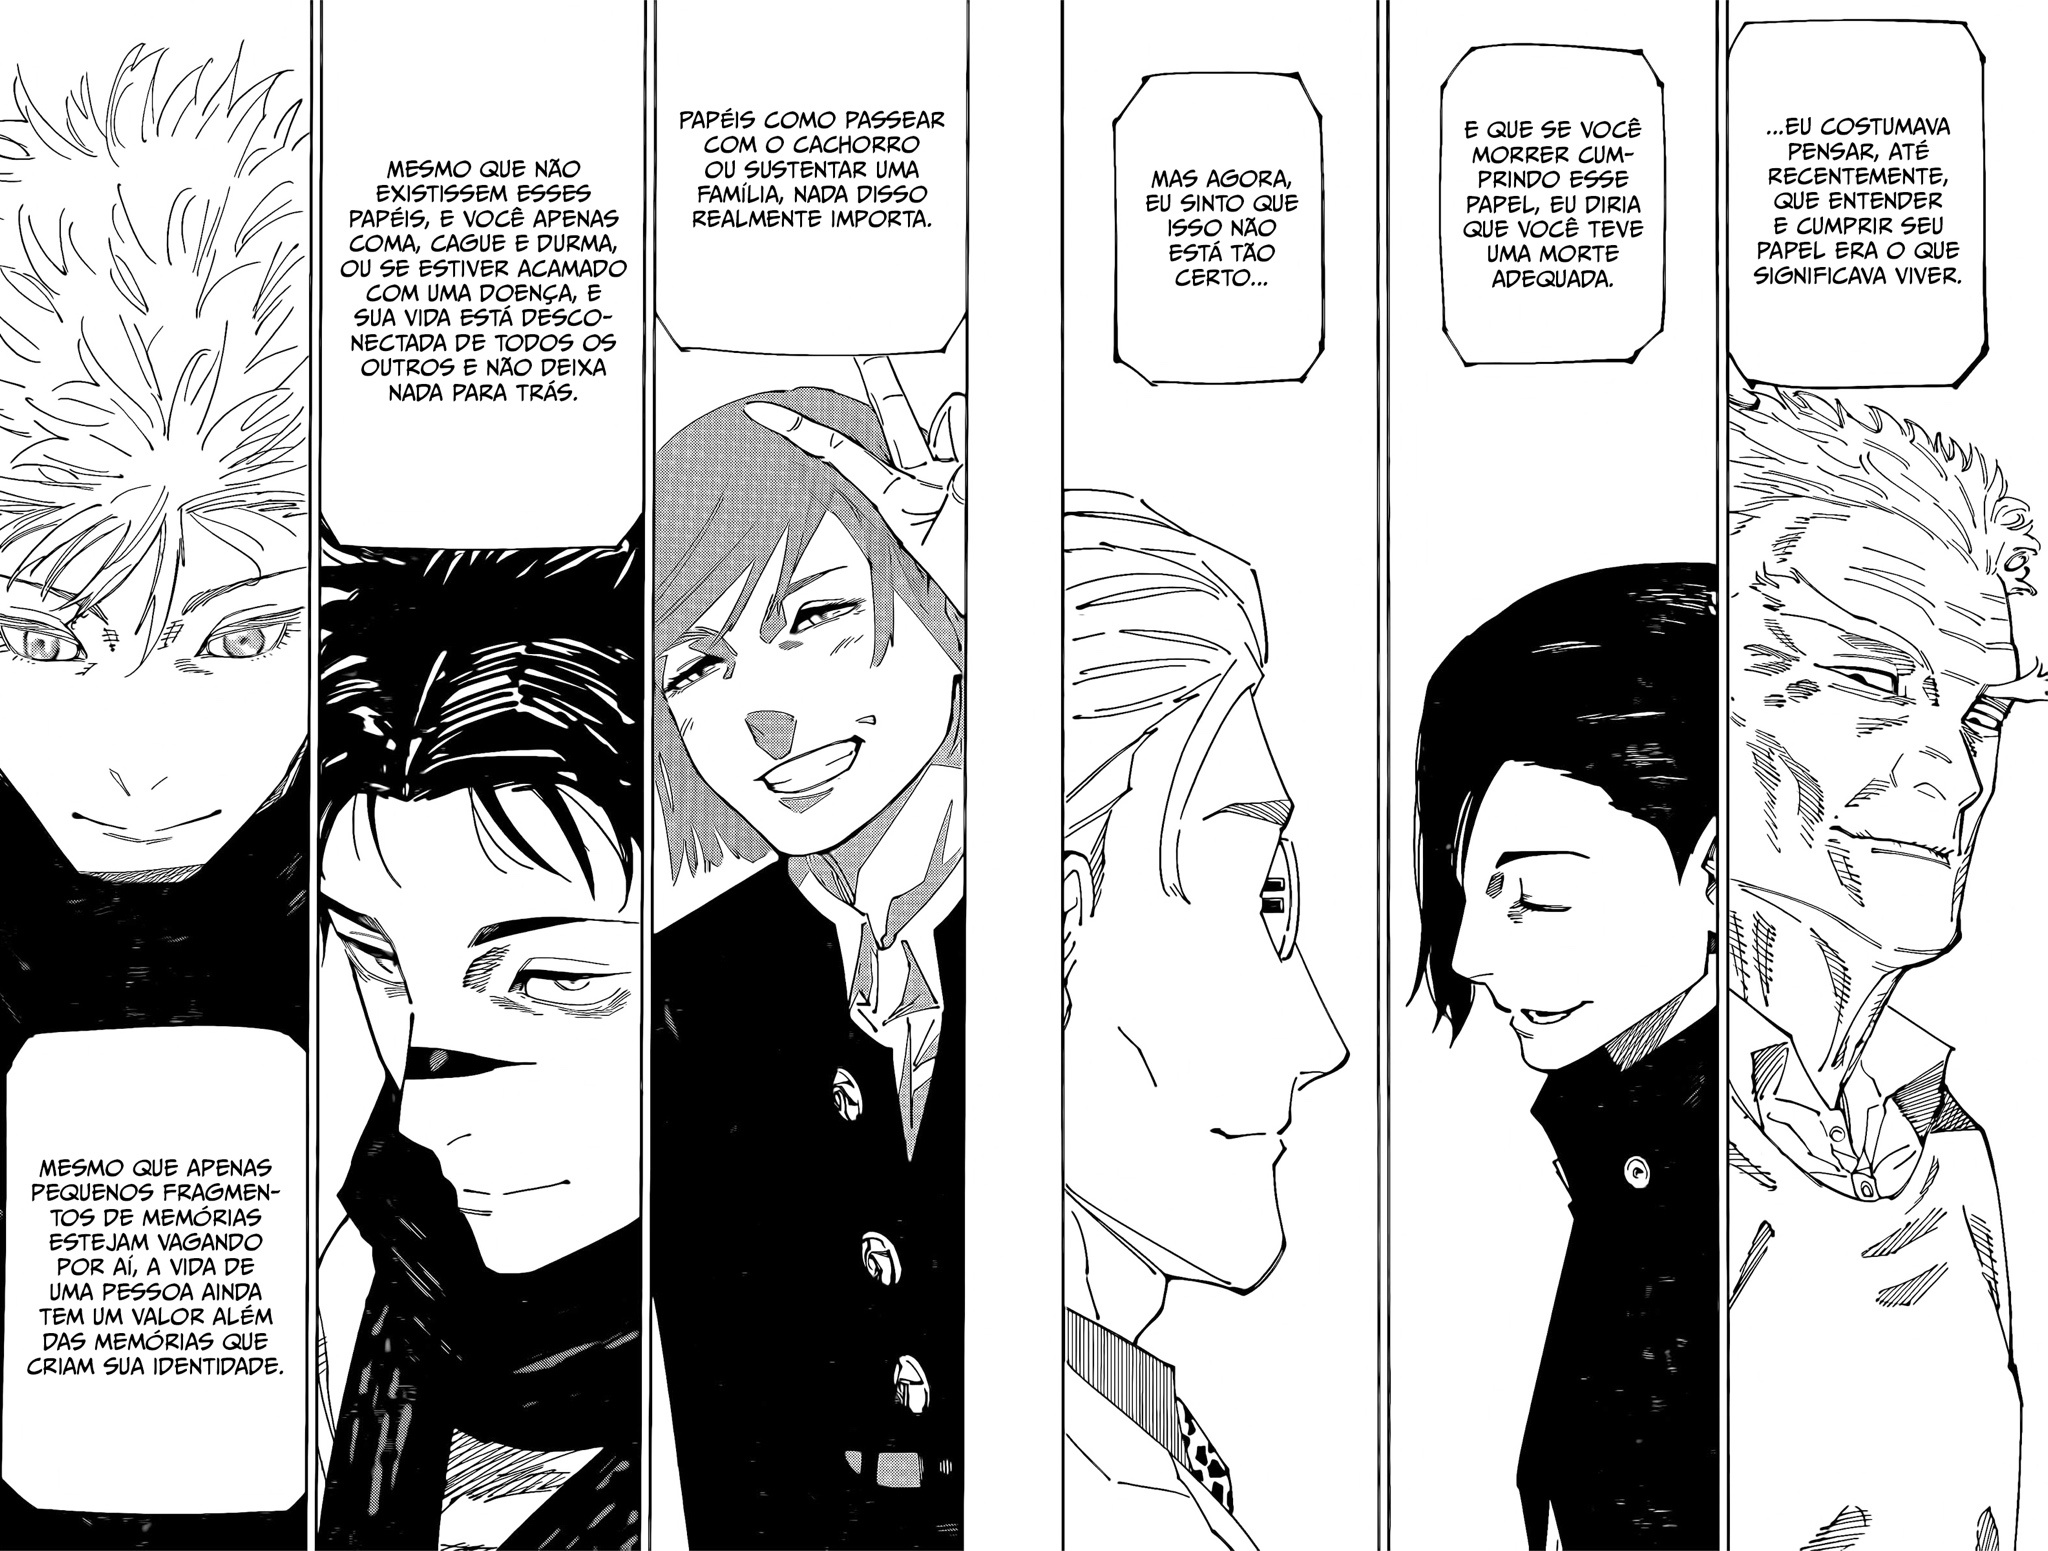 ...EU COSTUMAVA
PENSAR, ATÉ
RECENTEMENTE,
QUE ENTENDER
E CUMPRIR SEU
PAPEL ERA O QUE
SIGNIFICAVA VIVER.
E QUE SE VOCÊ
MORRER CUM-
PRINDO ESSE
PAPEL, EU DIRIA
QUE VOCÊ TEVE
UMA MORTE
ADEQUADA.
MAS AGORA,
EU SINTO QUE
ISSO NÃO
ESTÁ TÃO
CERTO...
PAPÉIS COMO PASSEAR
COM O CACHORRO
OU SUSTENTAR UMA
FAMÍLIA, NADA DISSO
REALMENTE IMPORTA.
MESMO QUE NÃO
EXISTISSEM ESSES
PAPÉIS, E VOCÊ APENAS
COMA, CAGUE E DURMA,
OU SE ESTIVER ACAMADO
COM UMA DOENÇA, E
SUA VIDA ESTÁ DESCO-
NECTADA DE TODOS OS
OUTROS E NÃO DEIXA
NADA PARA TRÁS.
MESMO QUE APENAS
PEQUENOS FRAGMEN-
TOS DE MEMÓRIAS
ESTEJAM VAGANDO
POR AÍ, A VIDA DE
UMA PESSOA AINDA
TEM UM VALOR ALÉM
DAS MEMÓRIAS QUE
CRIAM SUA IDENTIDADE.